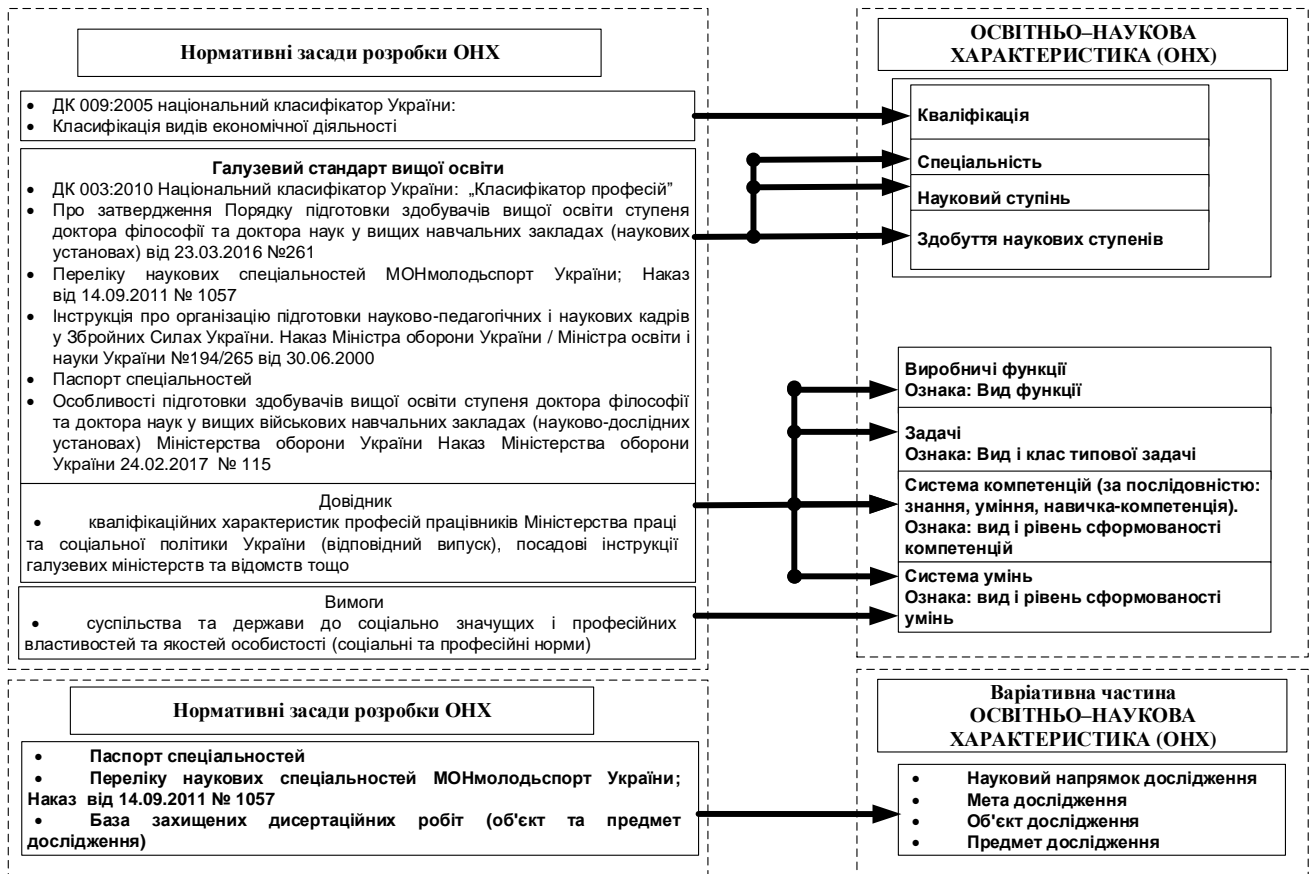 Нормативні засади розробки ОНХ
• ДК 009:2005 національний класифікатор України:
• Класифікація видів економічної діяльності
Галузевий стандарт вищої освіти
• ДК 003:2010 Національний класифікатор України: „Класифікатор професій”
• Про затвердження Порядку підготовки здобувачів вищої освіти ступеня
доктора філософії та доктора наук у вищих навчальних закладах (наукових
установах) від 23.03.2016 №261
• Переліку наукових спеціальностей МОНмолодьспорт України; Наказ
від 14.09.2011 № 1057
• Інструкція про організацію підготовки науково-педагогічних і наукових кадрів
у Збройних Силах України. Наказ Міністра оборони України / Міністра освіти і
науки України №194/265 від 30.06.2000
• Паспорт спеціальностей
• Особливості підготовки здобувачів вищої освіти ступеня доктора філософії
та доктора наук у вищих військових навчальних закладах (науково-дослідних
установах) Міністерства оборони України Наказ Міністерства оборони
України 24.02.2017 № 115
Довідник
• кваліфікаційних характеристик професій працівників Міністерства праці
та соціальної політики України (відповідний випуск), посадові інструкції
галузевих міністерств та відомств тощо
Вимоги
• суспільства та держави до соціально значущих і професійних
властивостей та якостей особистості (соціальні та професійні норми)
ОСВІТНЬО–НАУКОВА
ХАРАКТЕРИСТИКА (ОНХ)
Кваліфікація
Спеціальність
Науковий ступінь
Здобуття наукових ступенів
Виробничі функції
Ознака: Вид функції
Задачі
Ознака: Вид і клас типової задачі
Система компетенцій (за послідовністю:
знання, уміння, навичка-компетенція).
Ознака: вид і рівень сформованості
компетенцій
Система умінь
Ознака: вид і рівень сформованості
умінь
Нормативні засади розробки ОНХ
• Паспорт спеціальностей
• Переліку наукових спеціальностей МОНмолодьспорт України;
Наказ від 14.09.2011 № 1057
• База захищених дисертаційних робіт (об'єкт та предмет
дослідження)
Варіативна частина
ОСВІТНЬО–НАУКОВА
ХАРАКТЕРИСТИКА (ОНХ)
• Науковий напрямок дослідження
• Мета дослідження
• Об'єкт дослідження
• Предмет дослідження